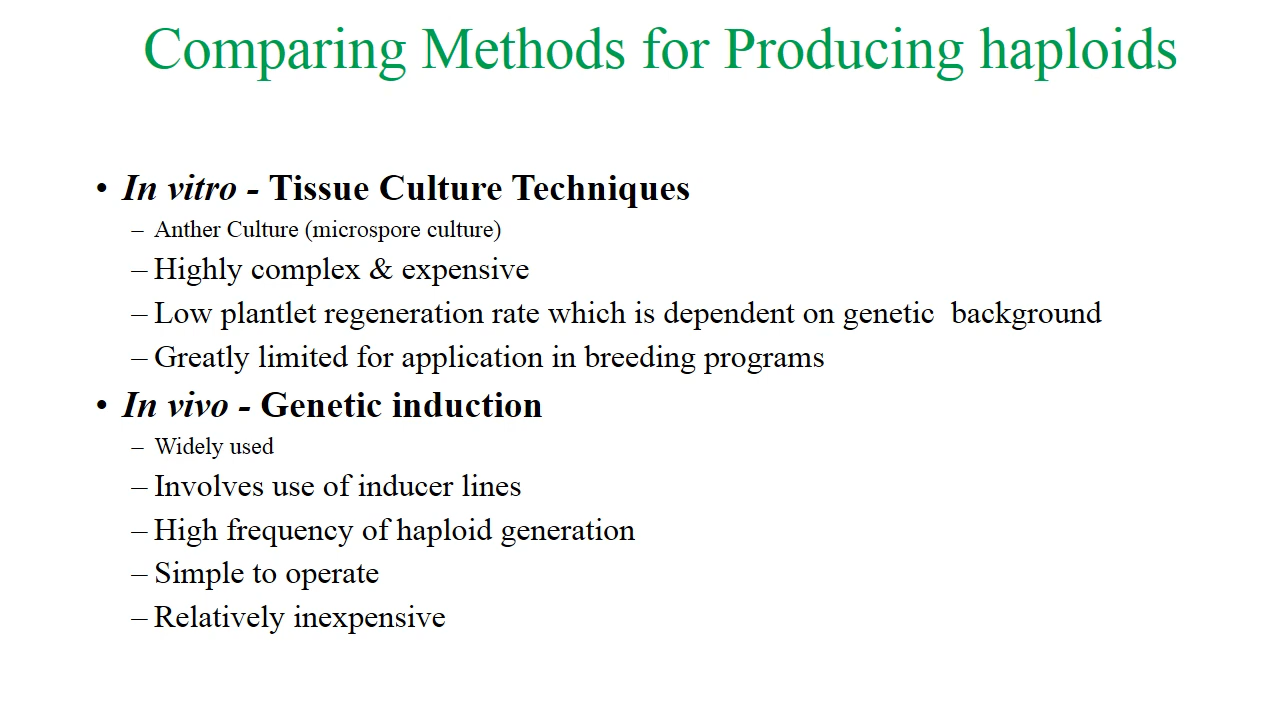 Comparing Methods for Producing haploids
• In vitro - Tissue Culture Techniques
– Anther Culture (microspore culture)
– Highly complex & expensive
– Low plantlet regeneration rate which is dependent on genetic  background
– Greatly limited for application in breeding programs
• In vivo - Genetic induction
– Widely used
– Involves use of inducer lines
– High frequency of haploid generation
– Simple to operate
– Relatively inexpensive